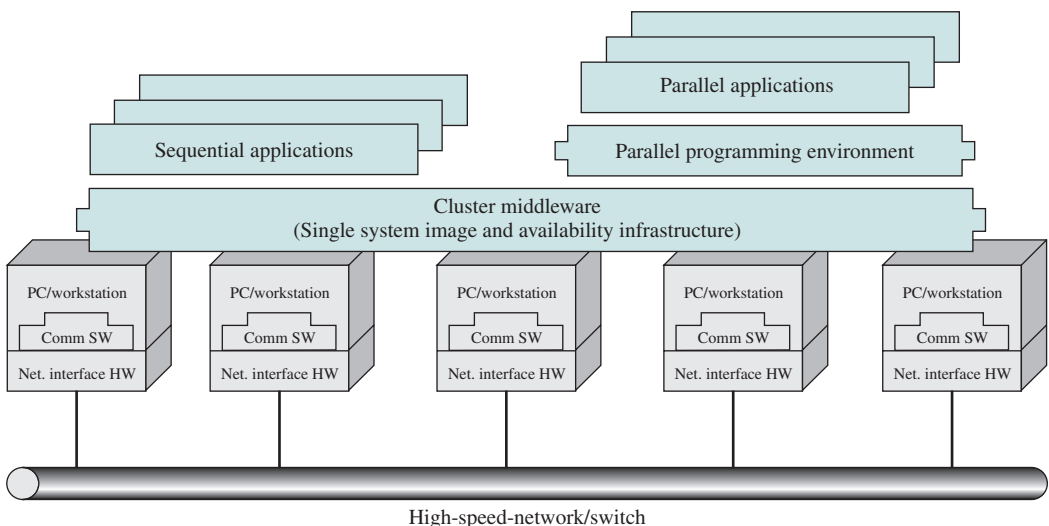 Parallel applications
Sequential applications
Parallel programming environment
Cluster middleware
(Single system image and availability infrastructure)
PC/workstation
Comm SW
Net. interface HW
PC/workstation
Comm SW
Net. interface HW
PC/workstation
Comm SW
Net. interface HW
PC/workstation
Comm SW
Net. interface HW
PC/workstation
Comm SW
Net. interface HW
High-speed-network/switch